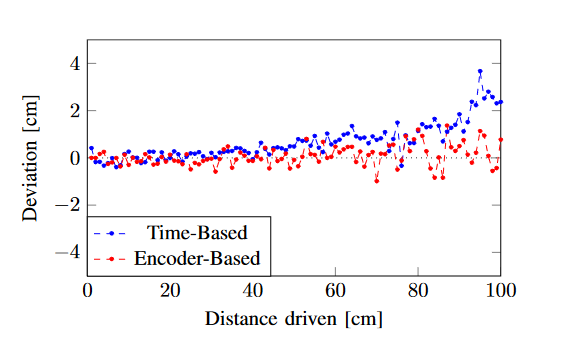 4
2
0
−2
−4
Deviation [cm]
Time-Based
Encoder-Based
0 20 40 60 80 100
Distance driven [cm]